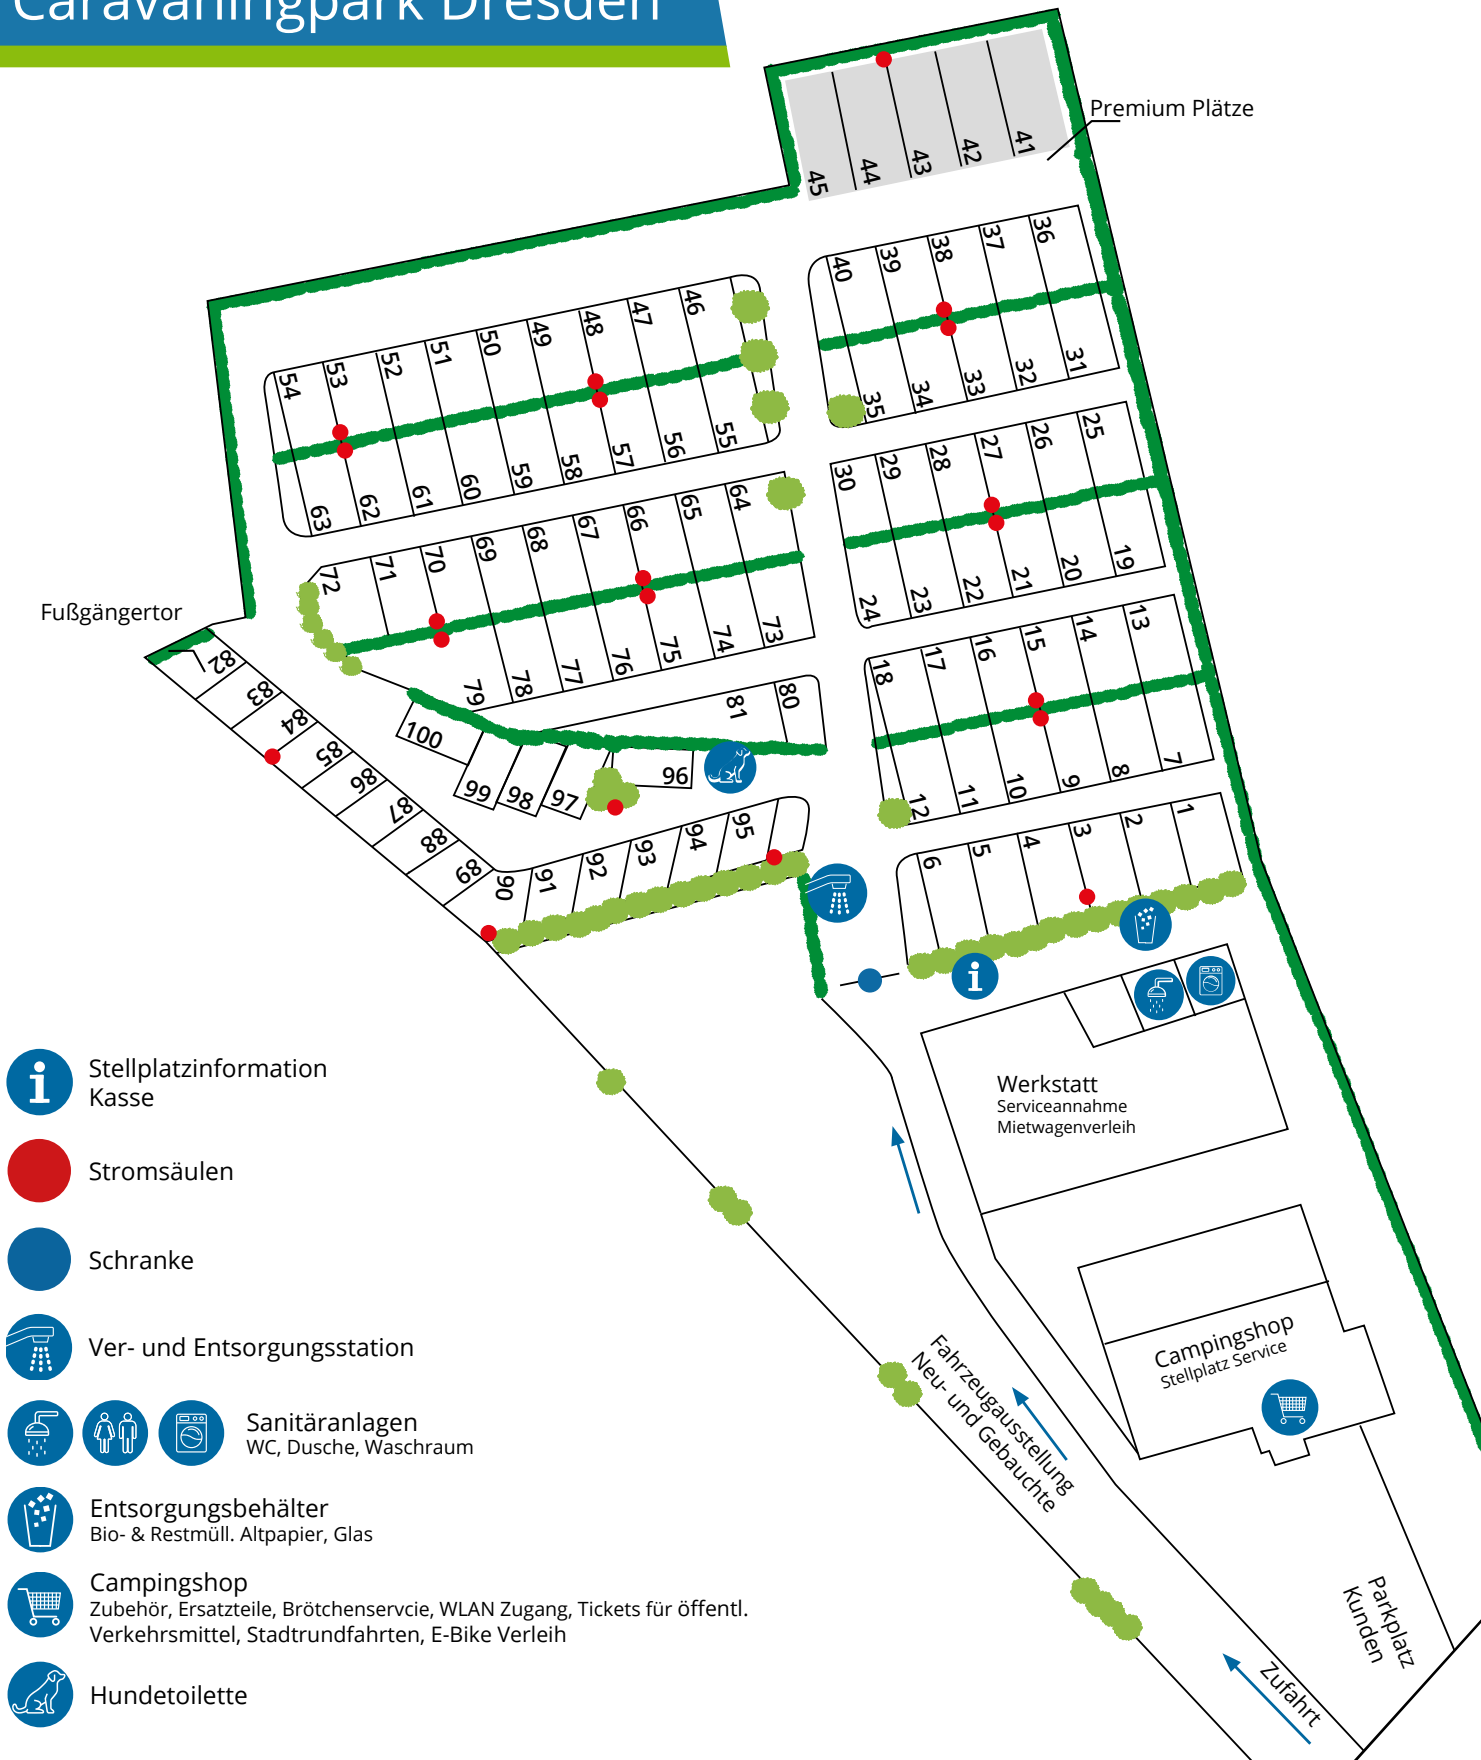 Caravaningpark Dresden
Premium Plätze
45 44 43 42 41
40 39 38 37 36
35 34 33 32 31
54 53 52 51 50 49 48 47 46
63 62 61 60 59 58 57 56 55
30 29 28 27 26 25
24 23 22 21 20 19
72 71 70 69 68 67 66 65 64
79 78 77 76 75 74 73
Fußgängertor
18 17 16 15 14 13
12 11 10 9 8 7
81 80
82 83 84 85 86 87 88 89
100 99 98 97 96
90 91 92 93 94 95
6 5 4 3 2 1
Werkstatt
Serviceannahme
Mietwagenverleih
Campingshop
Stellplatz Service
Fahrzeugausstellung
Neu- und Gebauchte
Parkplatz
Kunden
Zufahrt
Stellplatzinformation
Kasse
Stromsäulen
Schranke
Ver- und Entsorgungsstation
Sanitäranlagen
WC, Dusche, Waschraum
Entsorgungsbehälter
Bio- & Restmüll. Altpapier, Glas
Campingshop
Zubehör, Ersatzteile, Brötchenservcie, WLAN Zugang, Tickets für öffentl.
Verkehrsmittel, Stadtrundfahrten, E-Bike Verleih
Hundetoilette